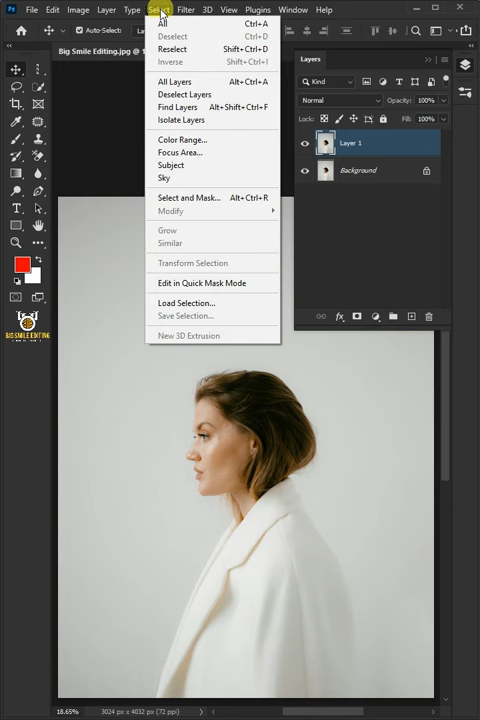 Ps File Edit Image Layer Type Select Filter 3D View Plugins Window Help
Auto-Select:
Big Smile Editing.jpg @
All Ctrl+A
Deselect Ctrl+D
Reselect Shift+Ctrl+D
Inverse Shift+Ctrl+I
All Layers Alt+Ctrl+A
Deselect Layers
Find Layers Alt+Shift+Ctrl+F
Isolate Layers
Color Range...
Focus Area...
Subject
Sky
Select and Mask... Alt+Ctrl+R
Modify
Grow
Similar
Transform Selection
Edit in Quick Mask Mode
Load Selection...
Save Selection...
New 3D Extrusion
Layers
Kind
Normal Opacity: 100%
Lock: Fill: 100%
Layer 1
Background
fx
BIG SMILE EDITING
18.65% 3024 px x 4032 px (72 ppi)